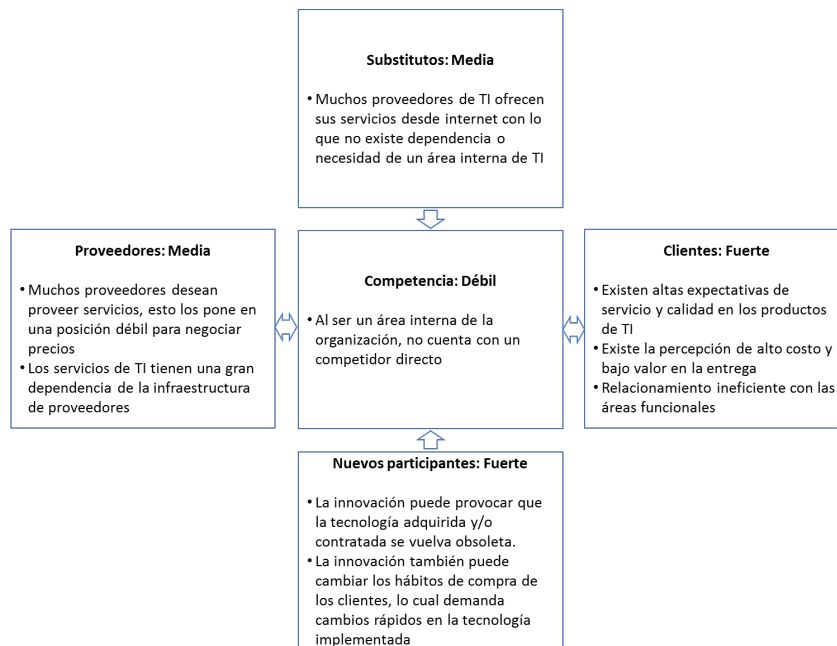 Substitutos: Media
• Muchos proveedores de TI ofrecen
sus servicios desde internet con lo
que no existe dependencia o
necesidad de un área interna de TI
Proveedores: Media
• Muchos proveedores desean
proveer servicios, esto los pone en
una posición débil para negociar
precios
• Los servicios de TI tienen una gran
dependencia de la infraestructura
de proveedores
Competencia: Débil
• Al ser un área interna de la
organización, no cuenta con un
competidor directo
Clientes: Fuerte
• Existen altas expectativas de
servicio y calidad en los productos
de TI
• Existe la percepción de alto costo y
bajo valor en la entrega
• Relacionamiento ineficiente con las
áreas funcionales
Nuevos participantes: Fuerte
• La innovación puede provocar que
la tecnología adquirida y/o
contratada se vuelva obsoleta.
• La innovación también puede
cambiar los hábitos de compra de
los clientes, lo cual demanda
cambios rápidos en la tecnología
implementada